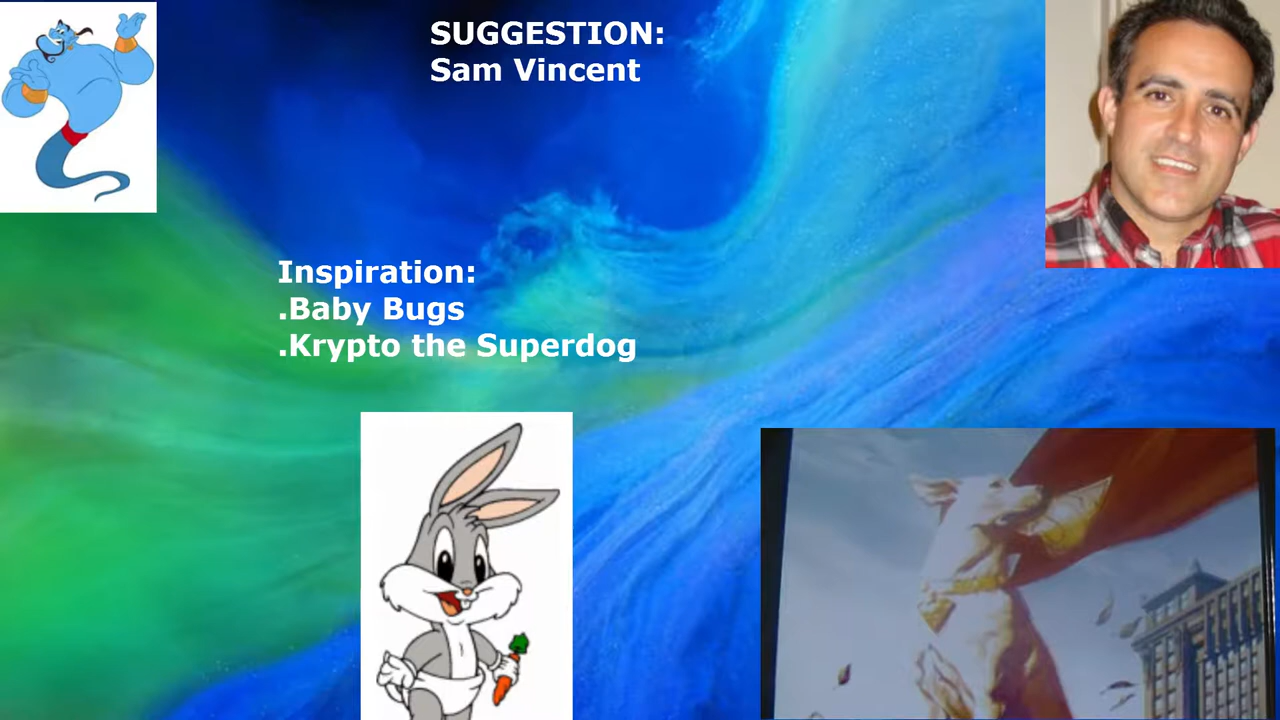 SUGGESTION:
Sam Vincent
Inspiration:
.Baby Bugs
.Krypto the Superdog